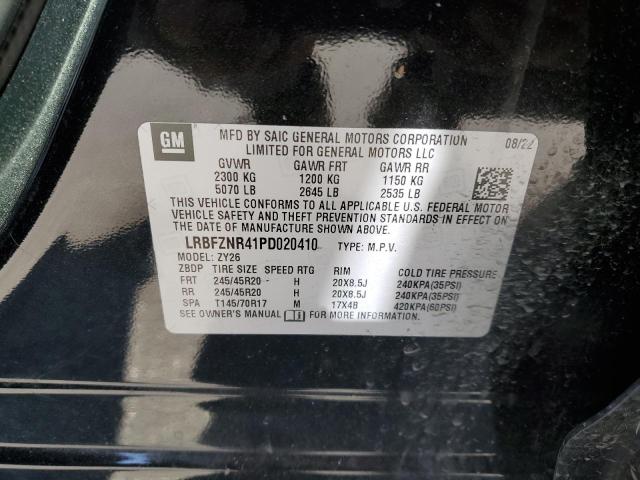 GM
MFD BY SAIC GENERAL MOTORS CORPORATION
LIMITED FOR GENERAL MOTORS LLC
08/22
GVWR GAWR FRT GAWR RR
2300 KG 1200 KG 1150 KG
5070 LB 2645 LB 2535 LB
THIS VEHICLE CONFORMS TO ALL APPLICABLE U.S. FEDERAL MOTOR
VEHICLE SAFETY AND THEFT PREVENTION STANDARDS IN EFFECT ON
THE DATE OF MANUFACTURE SHOWN ABOVE.
LRBFZNR41PD020410 TYPE: M.P.V.
MODEL: ZY26
ZBDP TIRE SIZE SPEED RTG RIM COLD TIRE PRESSURE
FRT 245/45R20 - H 20X8.5J 240KPA(35PSI)
RR 245/45R20 H 20X8.5J 240KPA(35PSI)
SPA T145/70R17 M 17X4B 420KPA(60PSI)
SEE OWNER'S MANUAL FOR MORE INFORMATION.